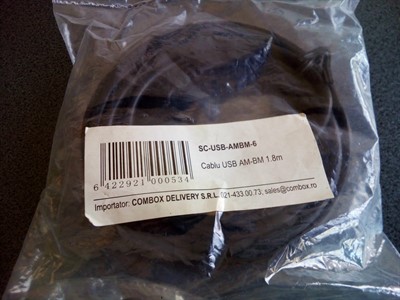 SC-USB-AMBM-6
Cablu USB AM-BM 1.8m
6 422921 000534
Importator: COMBOX DELIVERY S.R.L. 021-433.00.73; sales@combox.ro